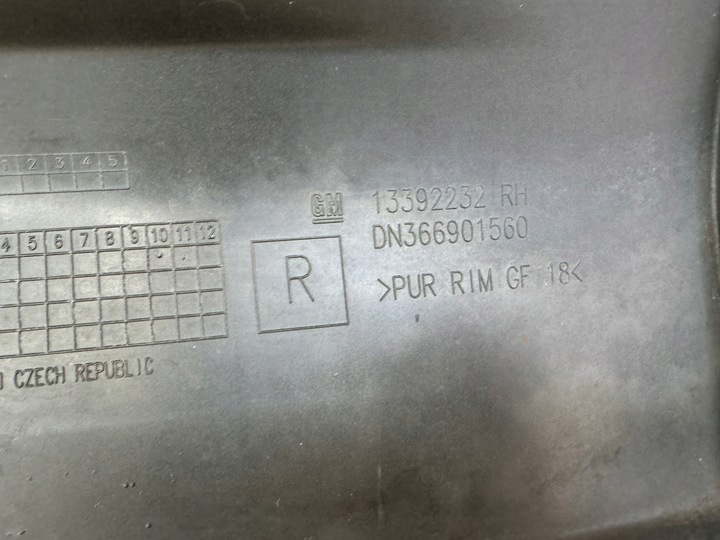 1 2 3 4 5
GM 13392232 RH
DN366901560
4 5 6 7 8 9 10 11 12
R
>PUR RIM GF 18<
CZECH REPUBLIC